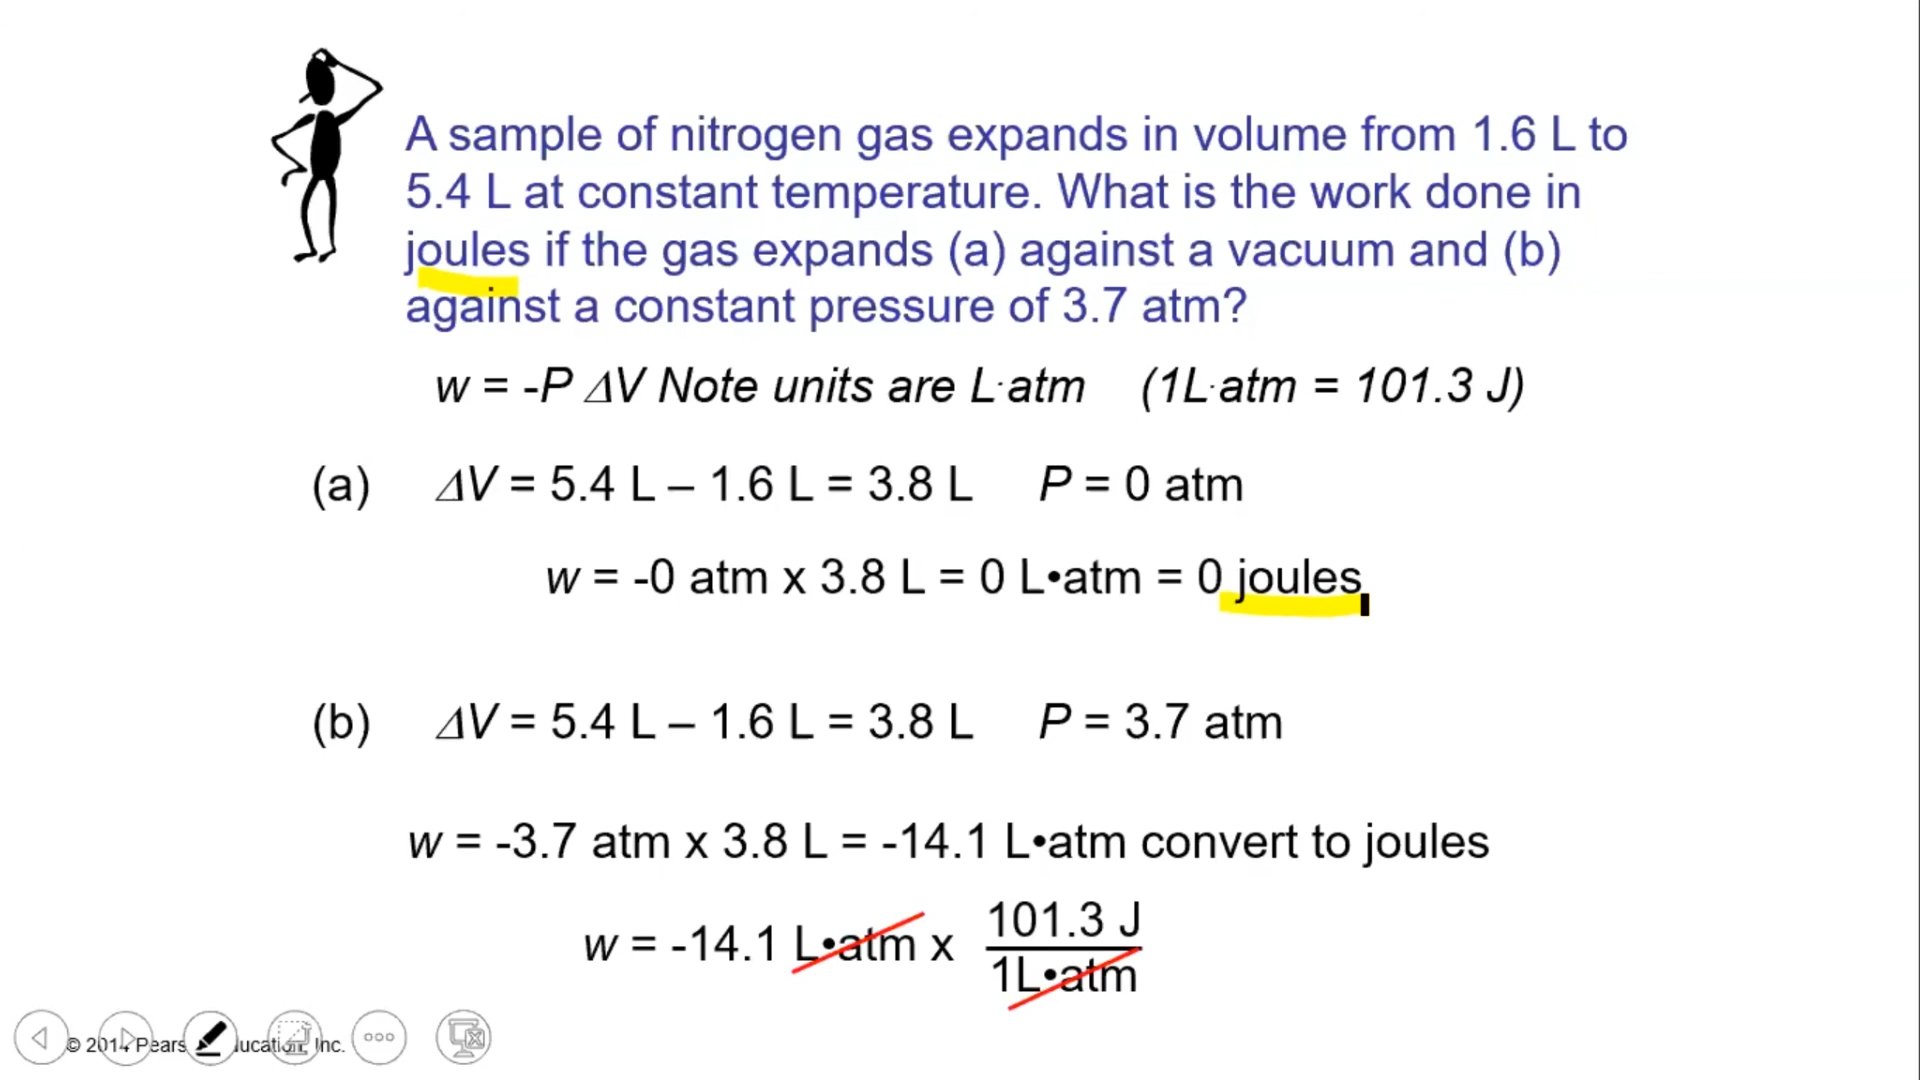 A sample of nitrogen gas expands in volume from 1.6 L to
5.4 L at constant temperature. What is the work done in
joules if the gas expands (a) against a vacuum and (b)
against a constant pressure of 3.7 atm?
w = -P ΔV Note units are L·atm (1L·atm = 101.3 J)
(a) ΔV = 5.4 L – 1.6 L = 3.8 L P = 0 atm
w = -0 atm x 3.8 L = 0 L•atm = 0 joules
(b) ΔV = 5.4 L – 1.6 L = 3.8 L P = 3.7 atm
w = -3.7 atm x 3.8 L = -14.1 L•atm convert to joules
w = -14.1 L•atm x 101.3 J
1L•atm
© 2014 Inc.